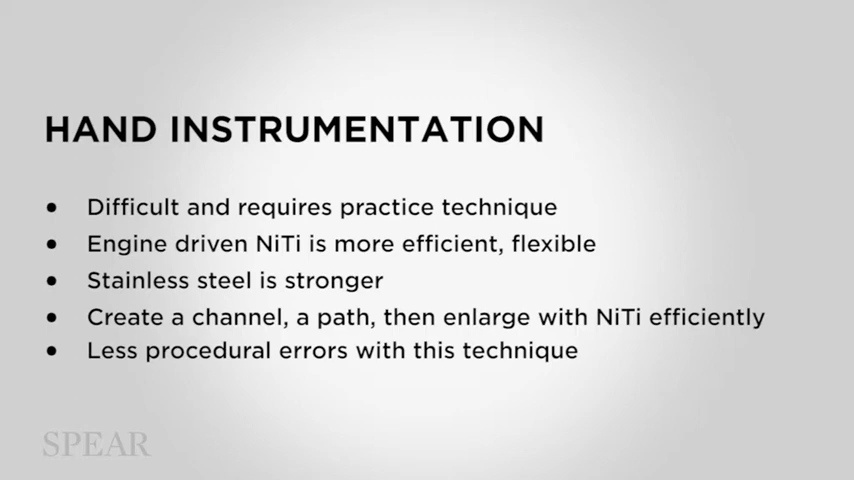 HAND INSTRUMENTATION
• Difficult and requires practice technique
• Engine driven NiTi is more efficient, flexible
• Stainless steel is stronger
• Create a channel, a path, then enlarge with NiTi efficiently
• Less procedural errors with this technique
SPEAR